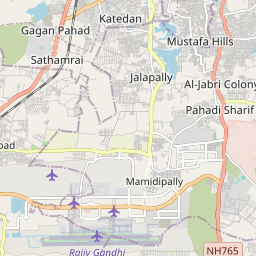 Katedan
Gagan Pahad
Mustafa Hills
Sathamrai
Jalapally
Al-Jabri Colony
Pahadi Sharif
bad
Mamidipally
NH765
Rajiv Gandhi